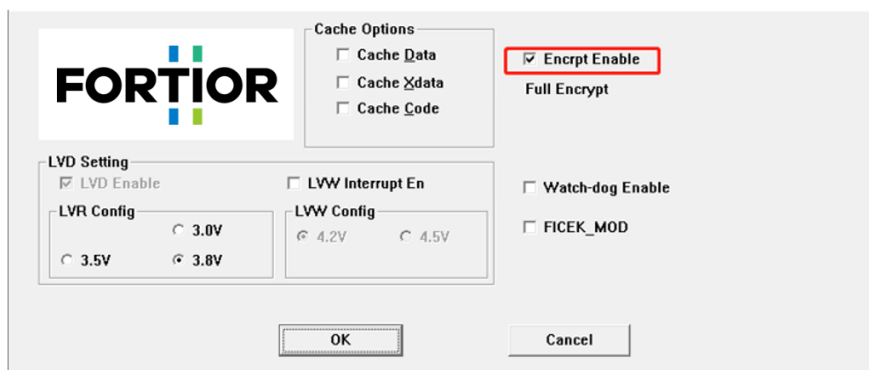 FORTIOR
Cache Options
Cache Data
Cache Xdata
Cache Code
Encrpt Enable
Full Encrypt
LVD Setting
LVD Enable
LVW Interrupt En
LVR Config
3.0V
3.5V
3.8V
LVW Config
4.2V
4.5V
Watch-dog Enable
FICEK_MOD
OK
Cancel